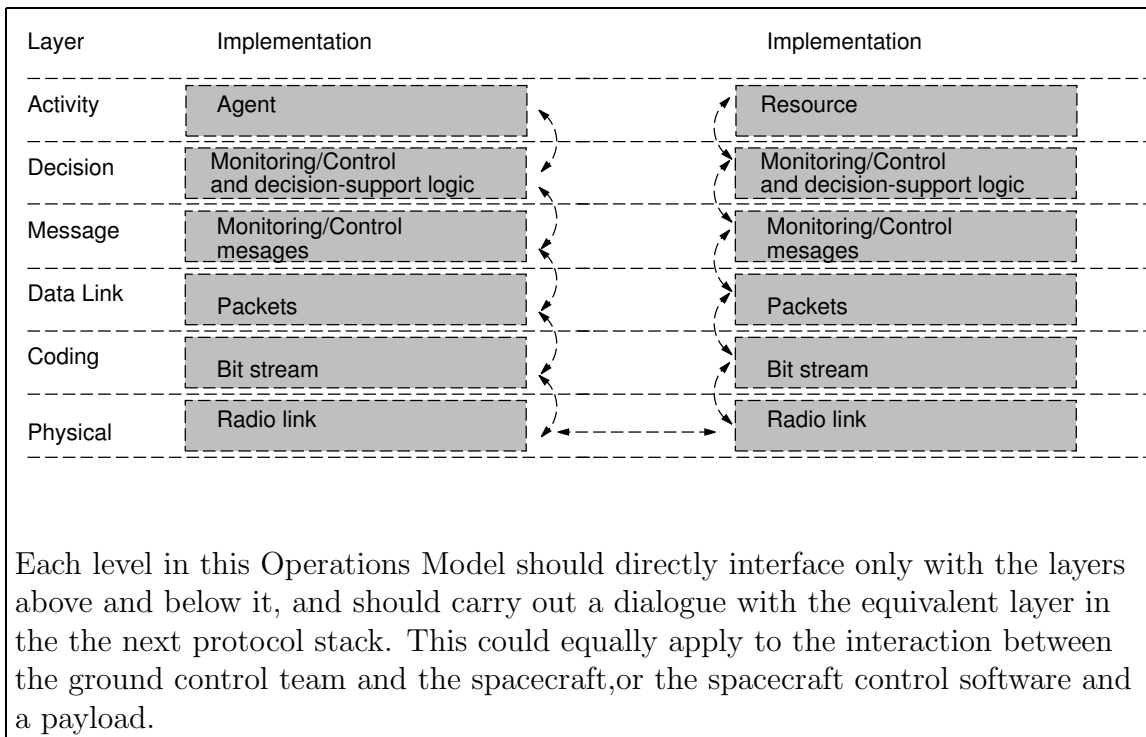 Layer Implementation Implementation
Activity Agent Resource
Decision Monitoring/Control Monitoring/Control
and decision-support logic and decision-support logic
Message Monitoring/Control Monitoring/Control
mesages mesages
Data Link Packets Packets
Coding Bit stream Bit stream
Physical Radio link Radio link
Each level in this Operations Model should directly interface only with the layers
above and below it, and should carry out a dialogue with the equivalent layer in
the the next protocol stack. This could equally apply to the interaction between
the ground control team and the spacecraft,or the spacecraft control software and
a payload.